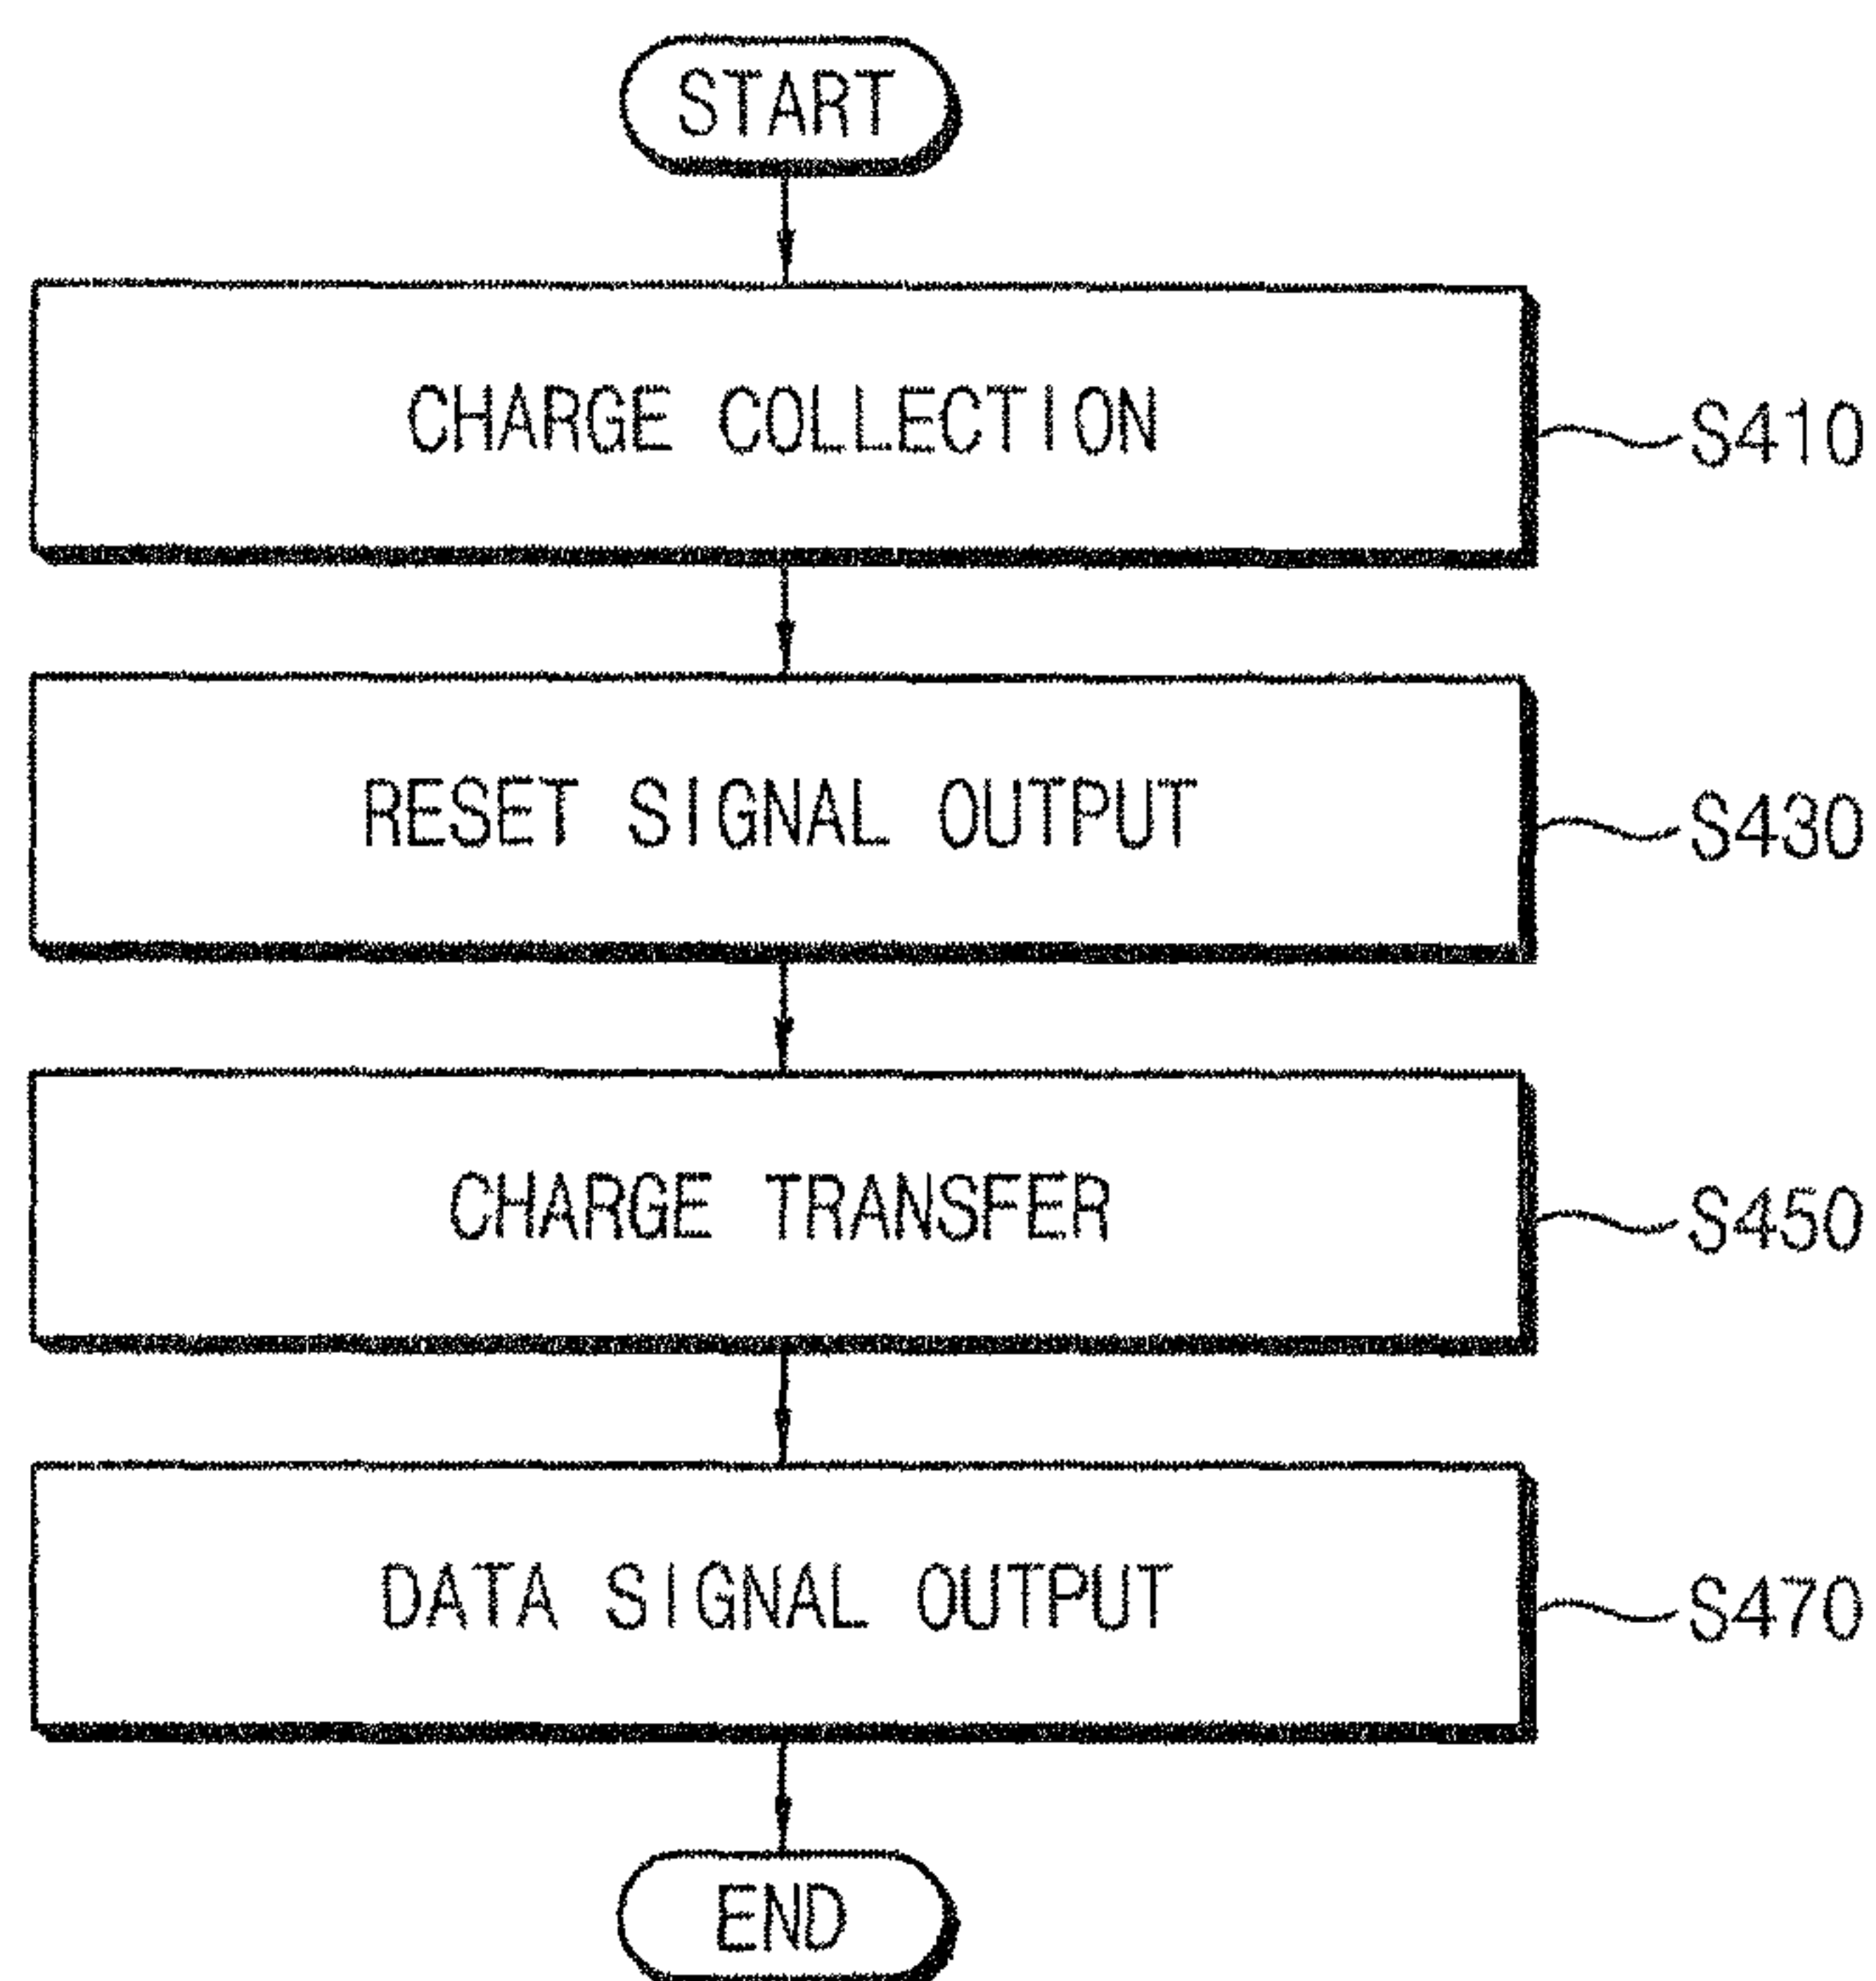 START
CHARGE COLLECTION
S410
RESET SIGNAL OUTPUT
S430
CHARGE TRANSFER
S450
DATA SIGNAL OUTPUT
S470
END